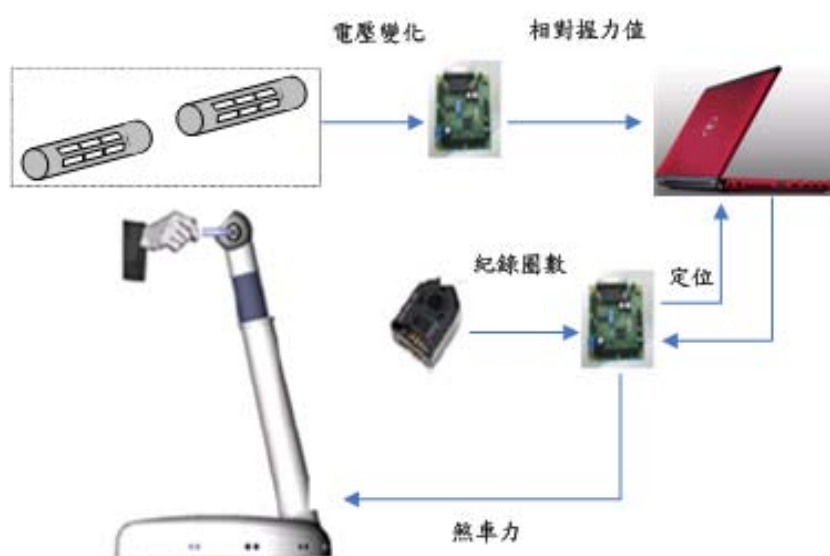 電壓變化
相對握力值
紀錄圈數
定位
煞車力